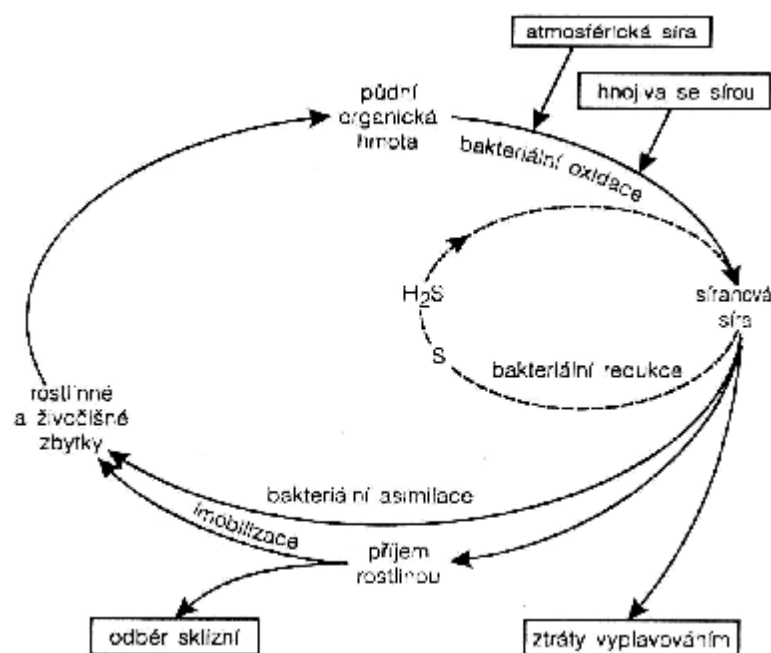 atmosférická síra
hnojiva se sírou
půdní
organická
hmota
bakteriální oxidace
H2S
síranová
síra
S
bakteriální redukce
rostlinné
a živočišné
zbytky
bakteriální asimilace
imobilizace
příjem
rostlinou
odběr sklizní
ztráty vyplavováním